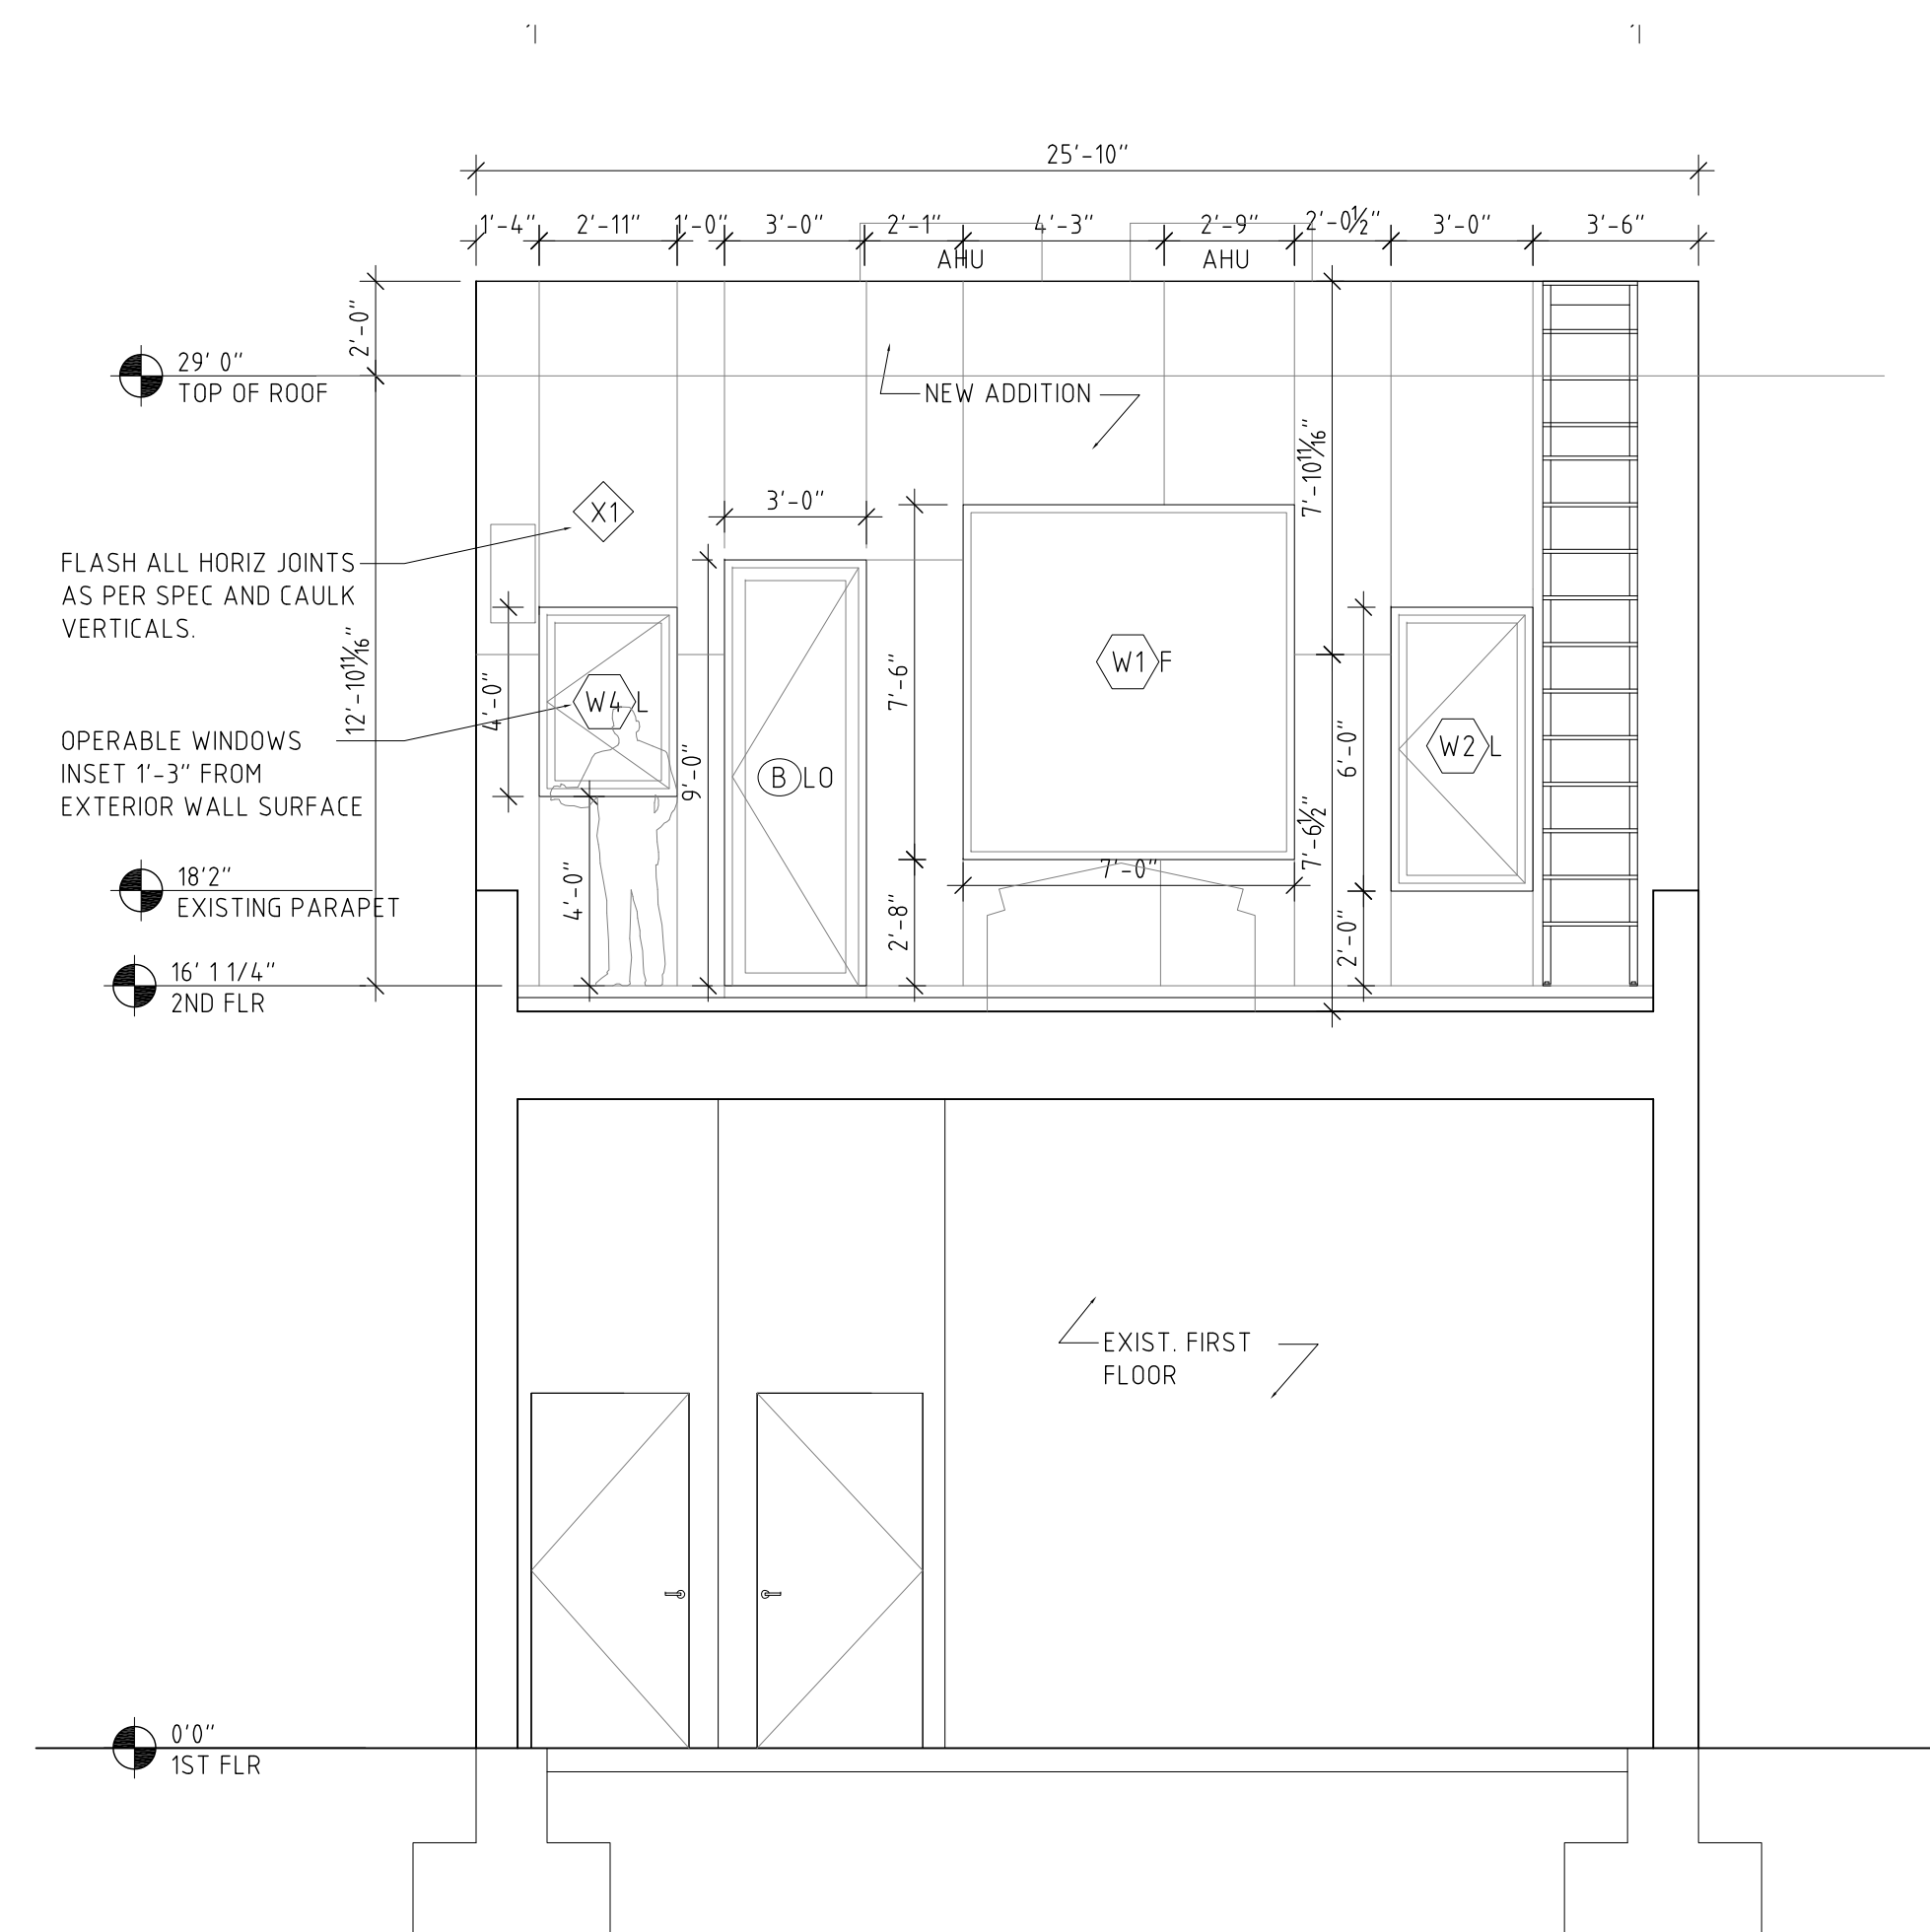 25'-10"
1'-4" 2'-11" 1'-0" 3'-0" 2'-1" 4'-3" 2'-9" 2'-0½" 3'-0" 3'-6"
AHU AHU
2'-0"
29' 0"
TOP OF ROOF
NEW ADDITION
7'-10 11/16"
3'-0"
X1
FLASH ALL HORIZ JOINTS
AS PER SPEC AND CAULK
VERTICALS.
12'-10 11/16"
4'-0"
W4 L
7'-6"
W1 F
OPERABLE WINDOWS
INSET 1'-3" FROM
EXTERIOR WALL SURFACE
9'-0"
B LO
6'-0"
W2 L
7'-6½"
18'2"
EXISTING PARAPET
4'-0"
7'-0"
2'-8"
2'-0"
16' 1 1/4"
2ND FLR
EXIST. FIRST
FLOOR
0'0"
1ST FLR